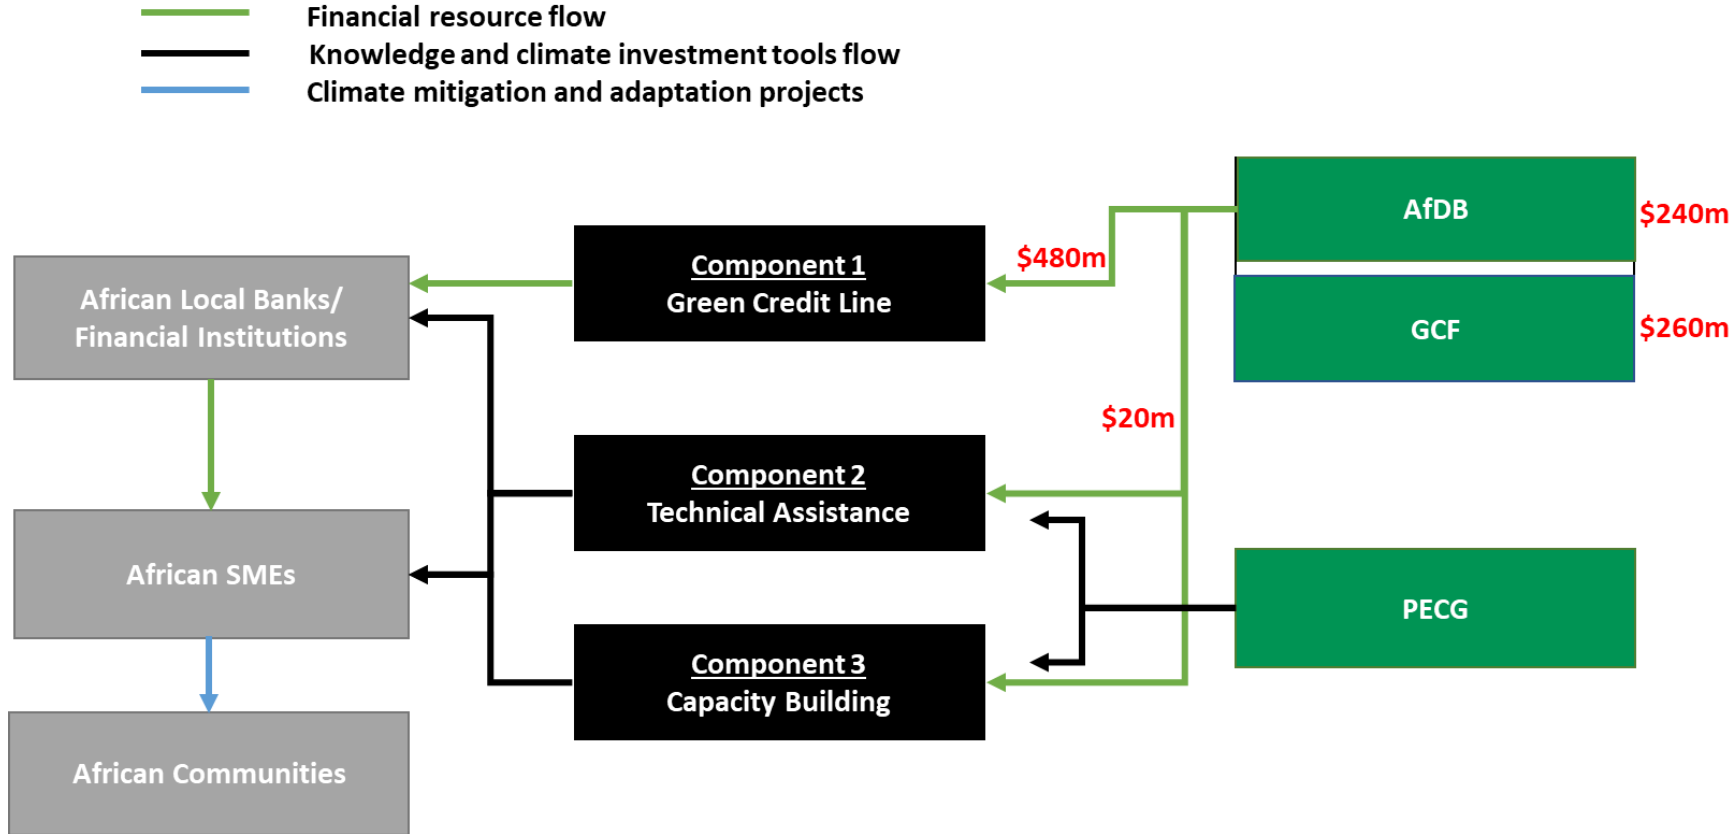 Financial resource flow
Knowledge and climate investment tools flow
Climate mitigation and adaptation projects
AfDB
$240m
Component 1
Green Credit Line
$480m
African Local Banks/
Financial Institutions
GCF
$260m
$20m
Component 2
Technical Assistance
African SMEs
PECG
Component 3
Capacity Building
African Communities